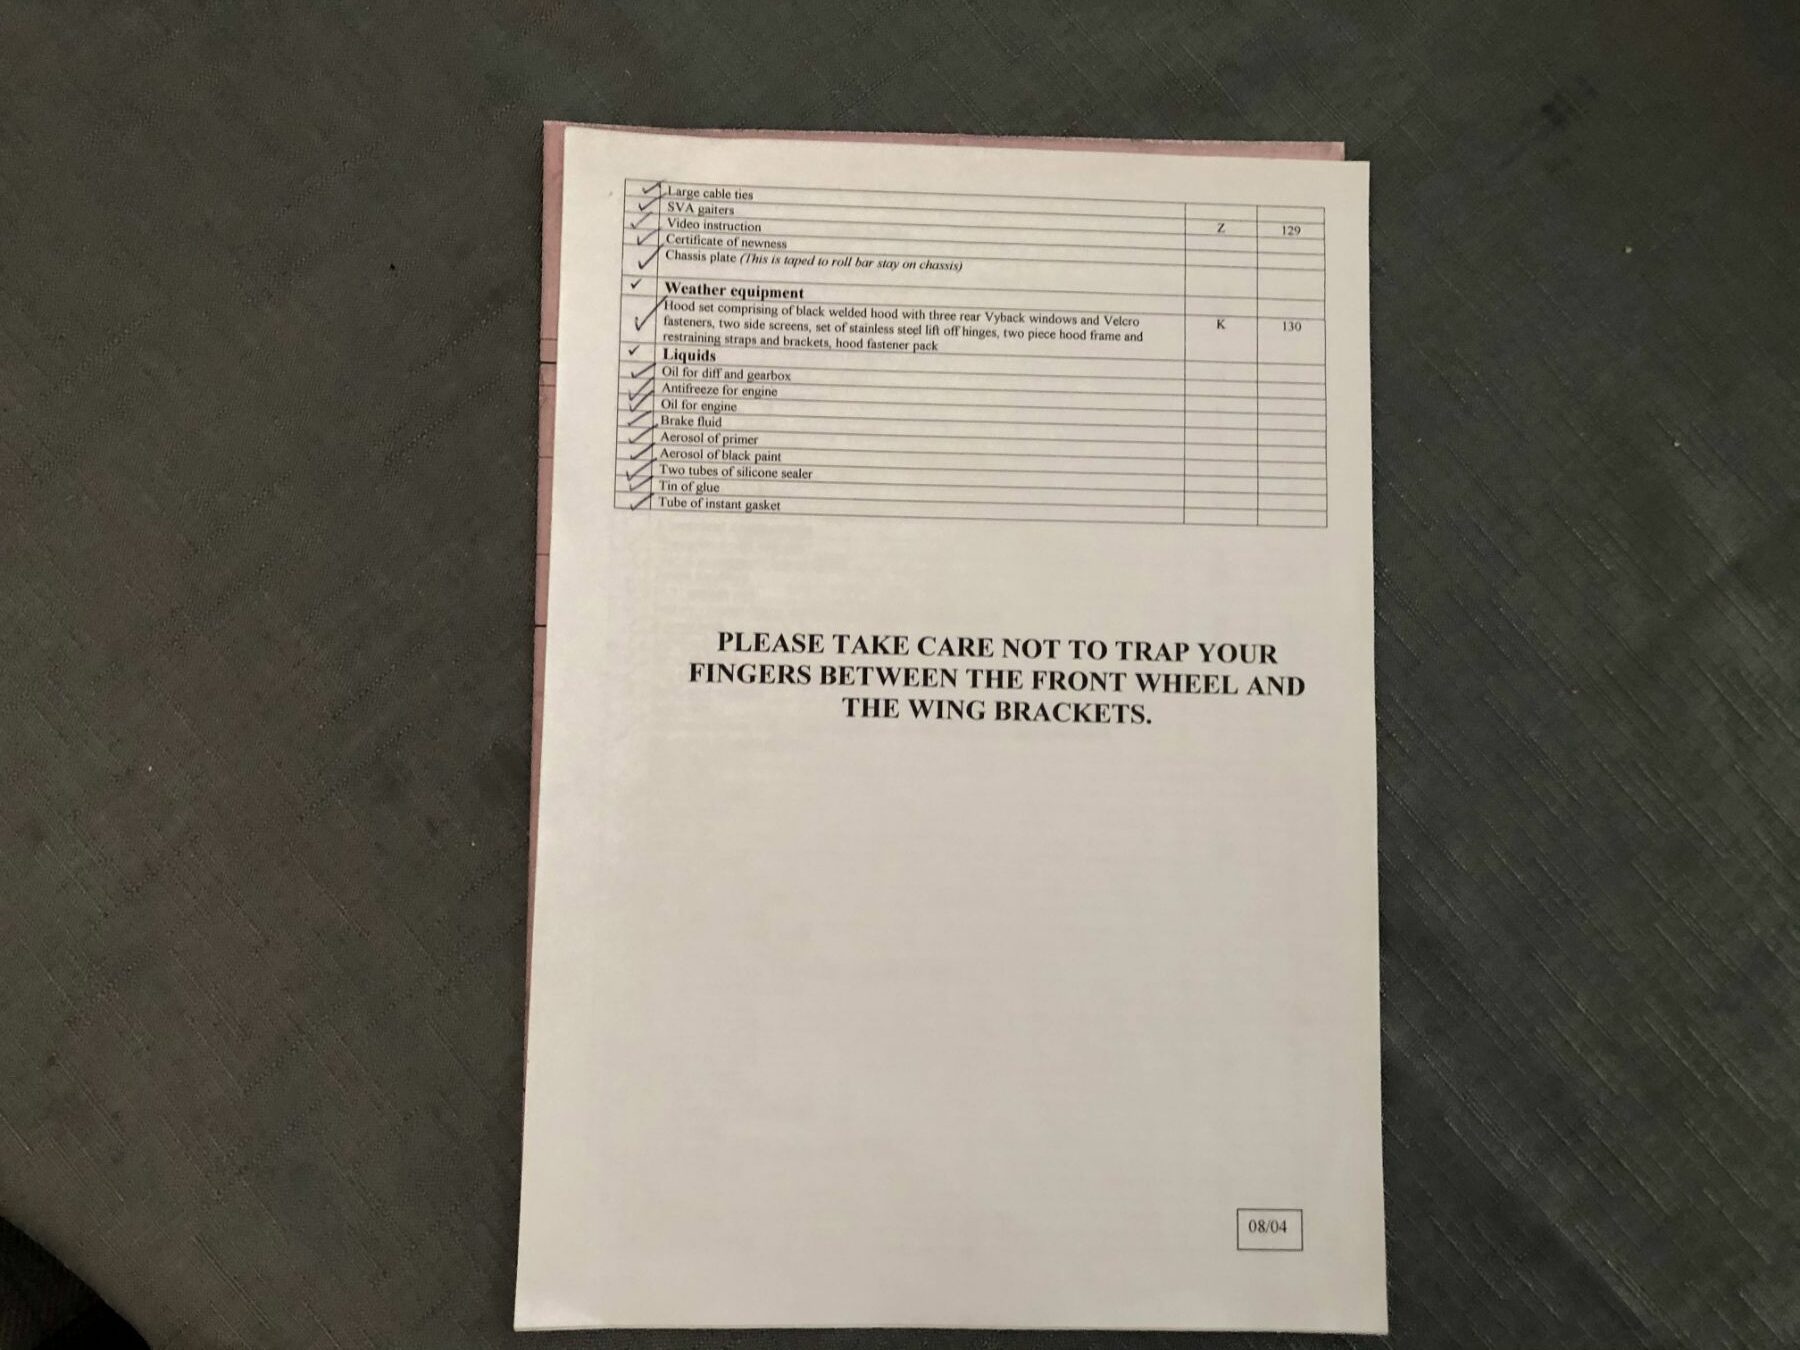 ✓ Large cable ties
✓ SVA gaiters
✓ Video instruction Z 129
✓ Certificate of newness
✓ Chassis plate (This is taped to roll bar stay on chassis)
✓ Weather equipment
✓ Hood set comprising of black welded hood with three rear Vyback windows and Velcro
fasteners, two side screens, set of stainless steel lift off hinges, two piece hood frame and
restraining straps and brackets, hood fastener pack K 130
✓ Liquids
✓ Oil for diff and gearbox
✓ Antifreeze for engine
✓ Oil for engine
✓ Brake fluid
✓ Aerosol of primer
✓ Aerosol of black paint
✓ Two tubes of silicone sealer
✓ Tin of glue
✓ Tube of instant gasket
PLEASE TAKE CARE NOT TO TRAP YOUR
FINGERS BETWEEN THE FRONT WHEEL AND
THE WING BRACKETS.
08/04